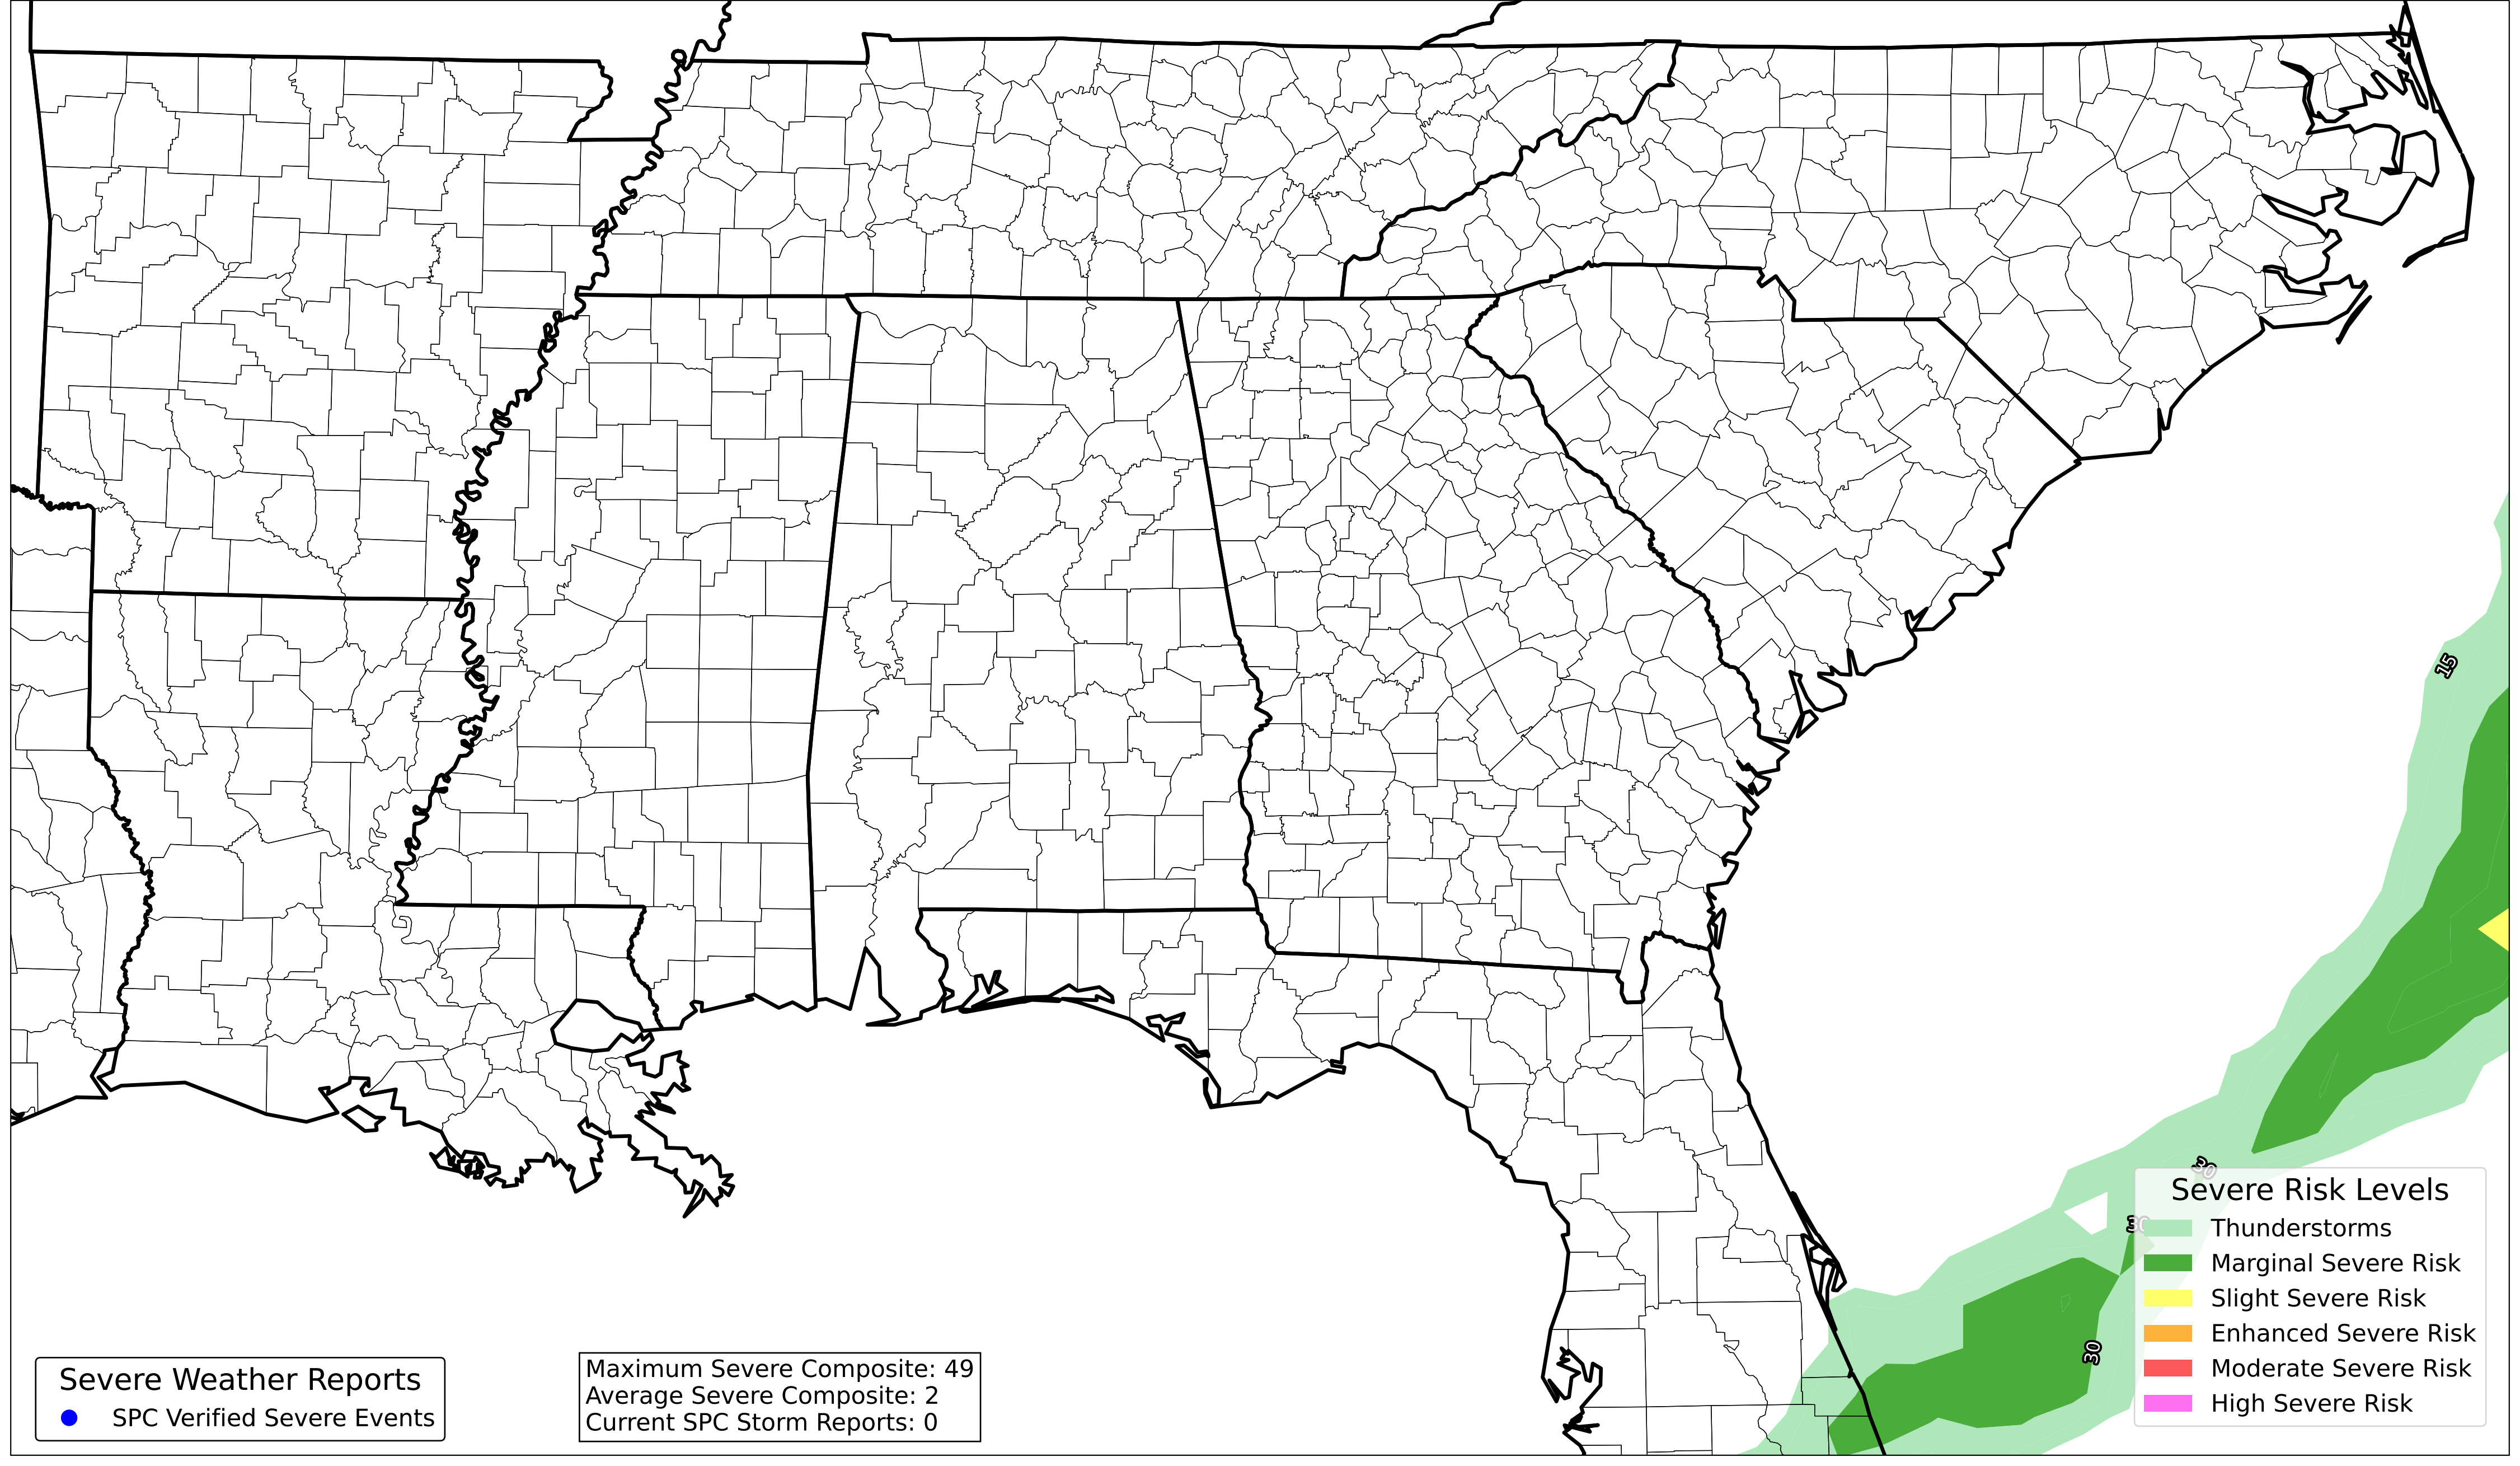 15
30
30
30
Severe Risk Levels
Thunderstorms
Marginal Severe Risk
Slight Severe Risk
Enhanced Severe Risk
Moderate Severe Risk
High Severe Risk
Severe Weather Reports
SPC Verified Severe Events
Maximum Severe Composite: 49
Average Severe Composite: 2
Current SPC Storm Reports: 0